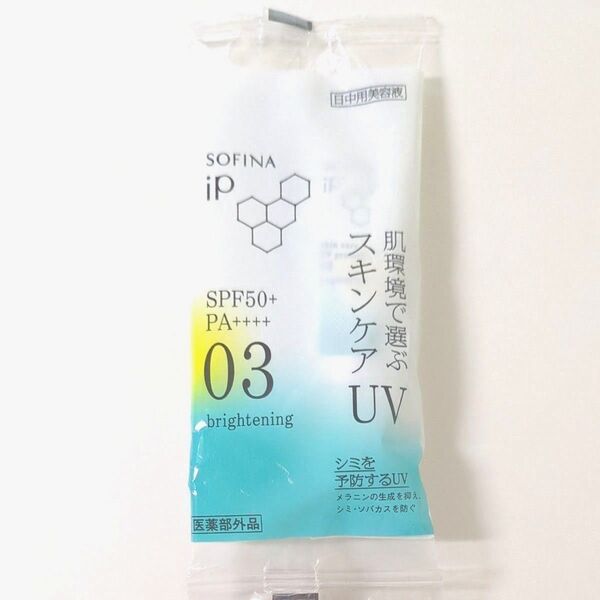 日中用美容液
SOFINA
iP
肌環境で選ぶ
スキンケア
UV
SPF50+
PA++++
03
brightening
シミを
予防するUV
メラニンの生成を抑え、
シミ・ソバカスを防ぐ
医薬部外品